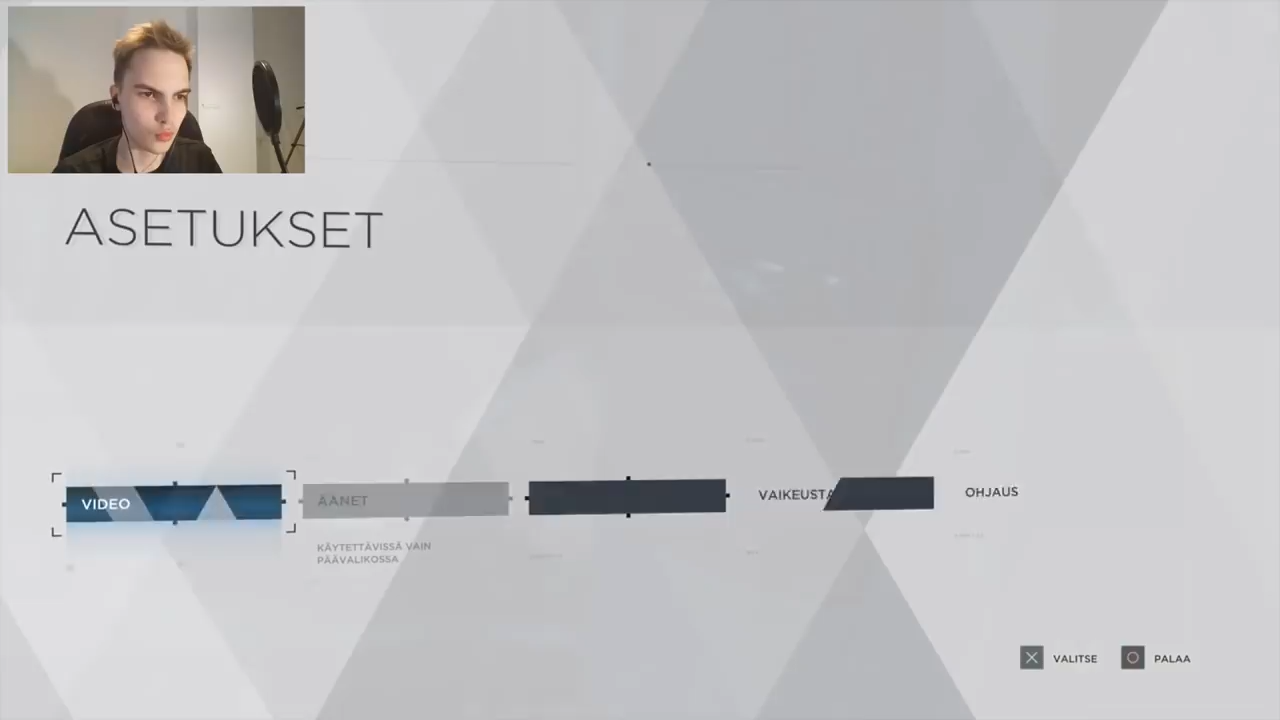 ASETUKSET
VIDEO
ÄÄNET
VAIKEUSTA
OHJAUS
KÄYTETTÄVISSÄ VAIN
PÄÄVALIKOSSA
VALITSE
PALAA